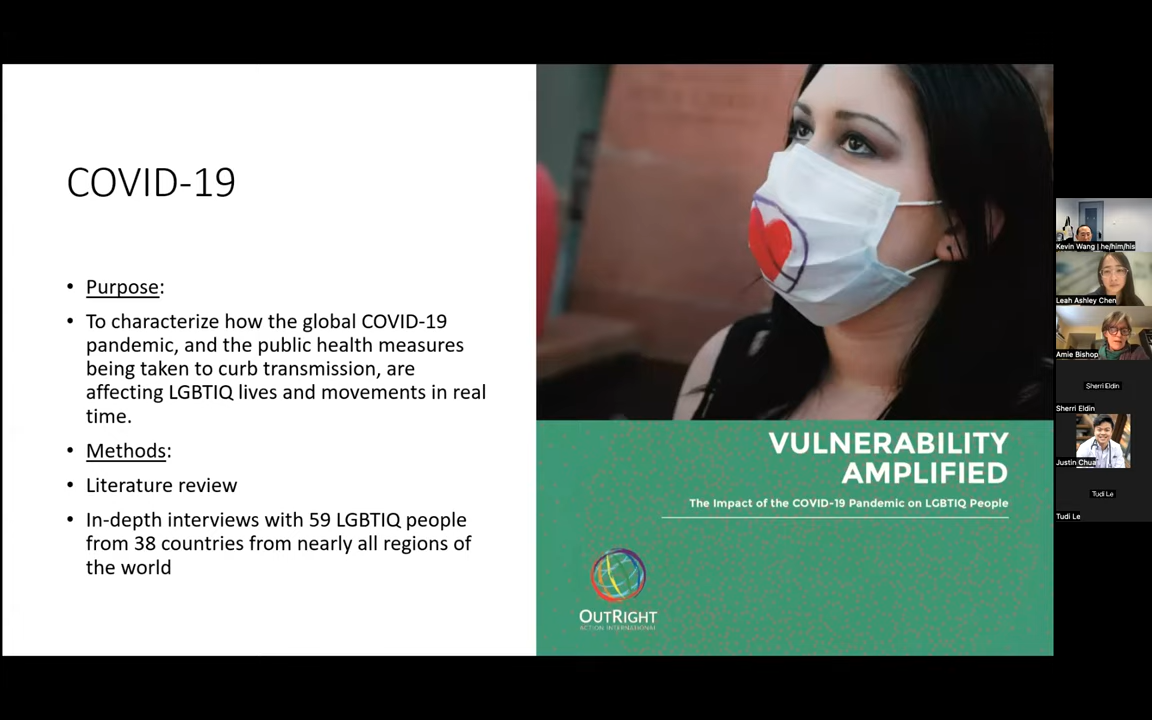 COVID-19
• Purpose:
• To characterize how the global COVID-19
pandemic, and the public health measures
being taken to curb transmission, are
affecting LGBTIQ lives and movements in real
time.
• Methods:
• Literature review
• In-depth interviews with 59 LGBTIQ people
from 38 countries from nearly all regions of
the world
VULNERABILITY
AMPLIFIED
The Impact of the COVID-19 Pandemic on LGBTIQ People
OUTRIGHT
ACTION INTERNATIONAL
Kevin Wang | he/him/his
Leah Ashley Chen
Amie Bishop
Sherri Eldin
Sherri Eldin
Justin Chua
Tudi Le
Tudi Le